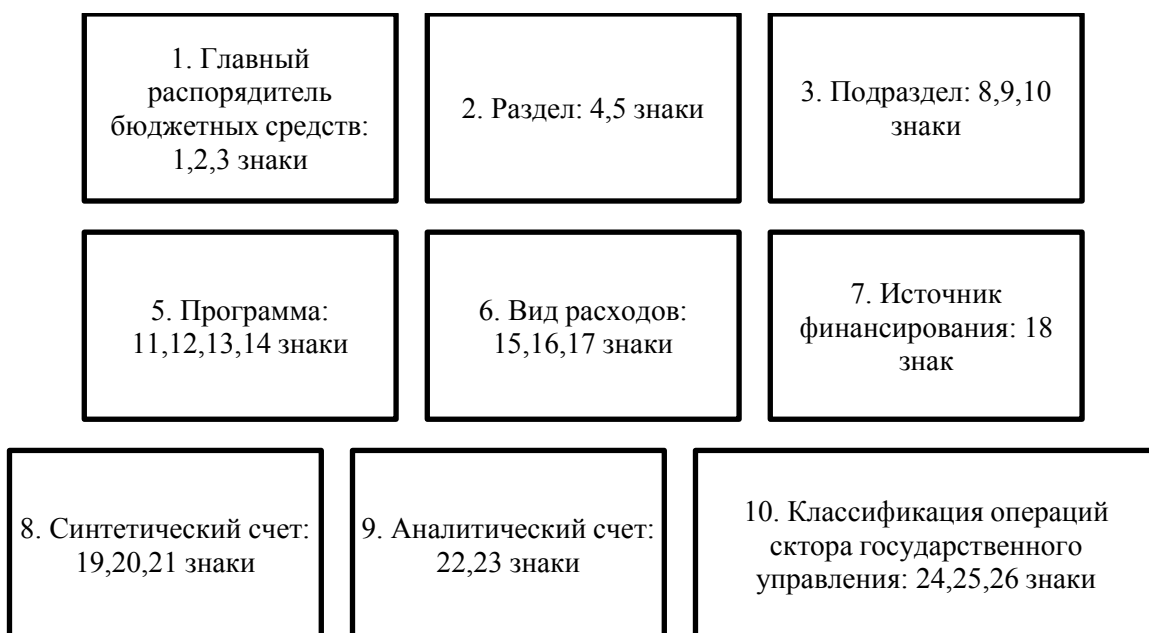 1. Главный
распорядитель
бюджетных средств:
1,2,3 знаки
2. Раздел: 4,5 знаки
3. Подраздел: 8,9,10
знаки
5. Программа:
11,12,13,14 знаки
6. Вид расходов:
15,16,17 знаки
7. Источник
финансирования: 18
знак
8. Синтетический счет:
19,20,21 знаки
9. Аналитический счет:
22,23 знаки
10. Классификация операций
сктора государственного
управления: 24,25,26 знаки